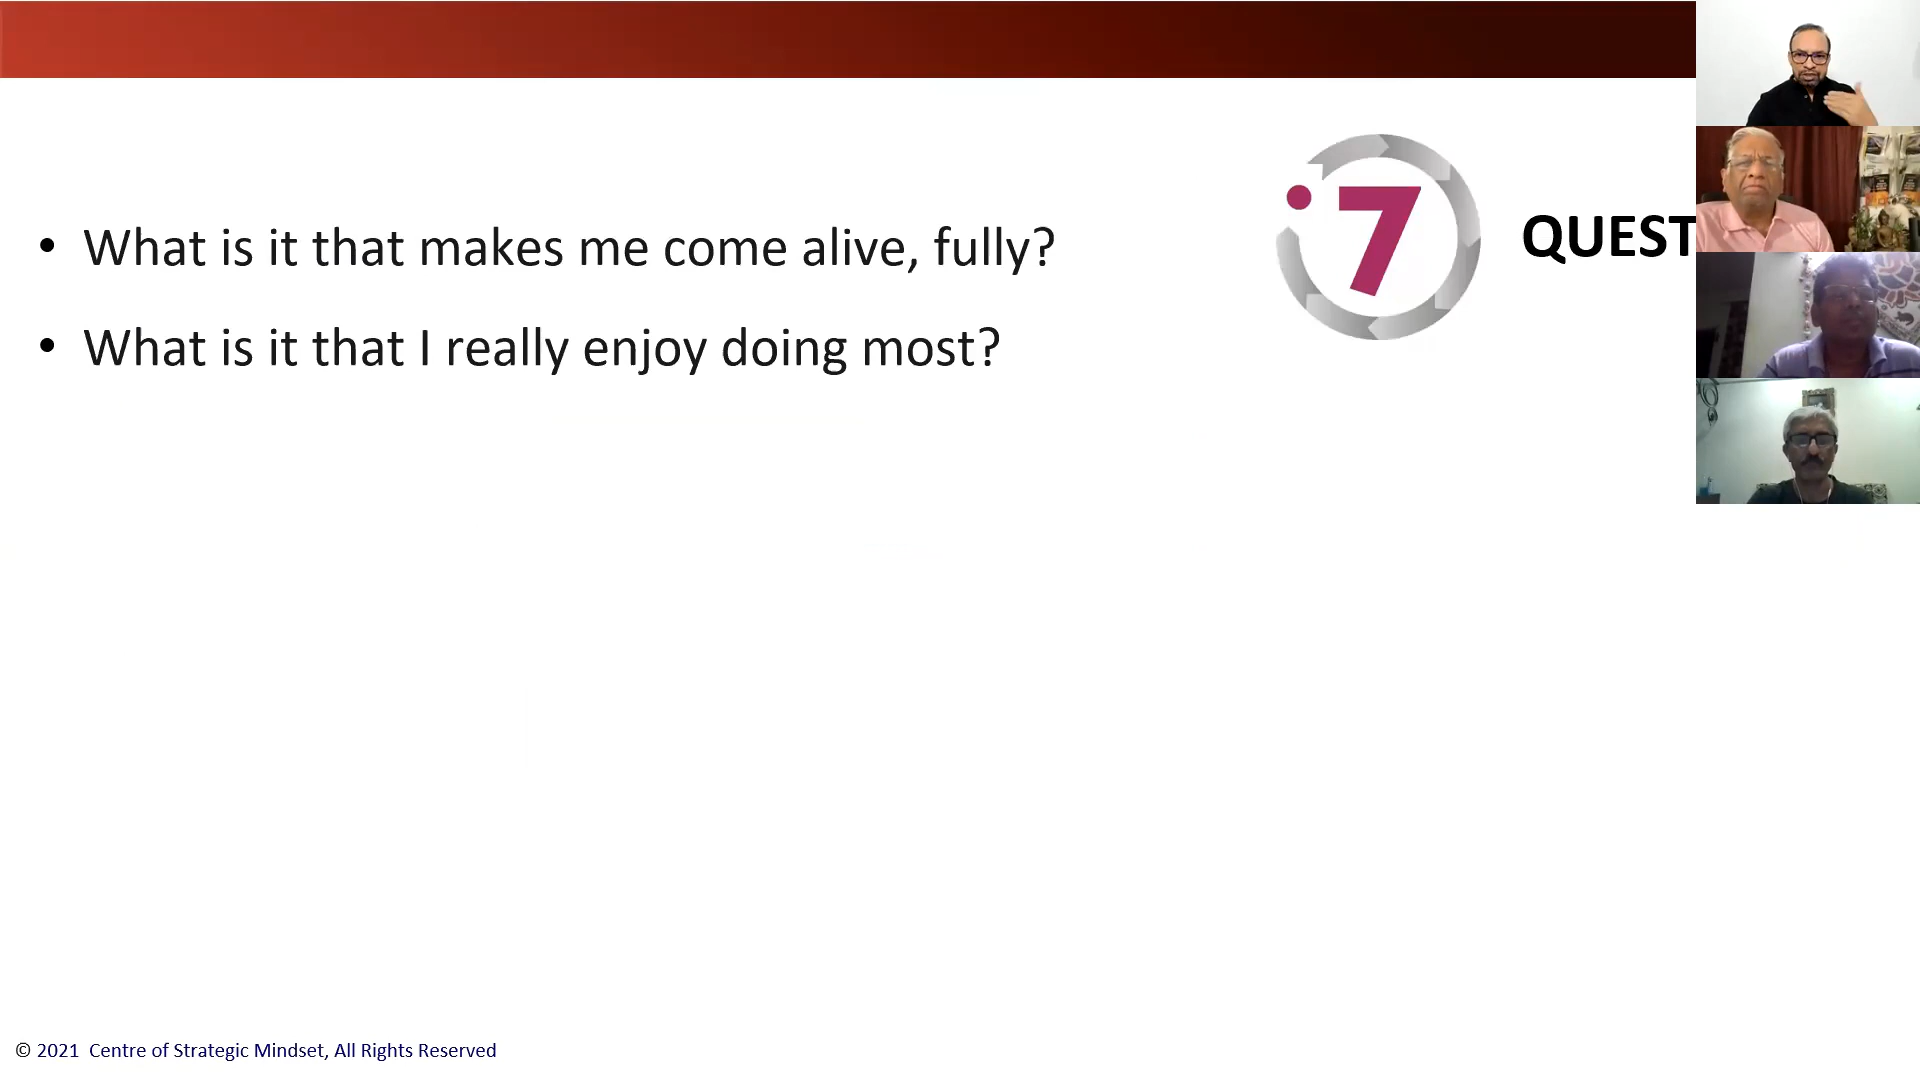 • What is it that makes me come alive, fully?
• What is it that I really enjoy doing most?
7
QUEST
© 2021 Centre of Strategic Mindset, All Rights Reserved